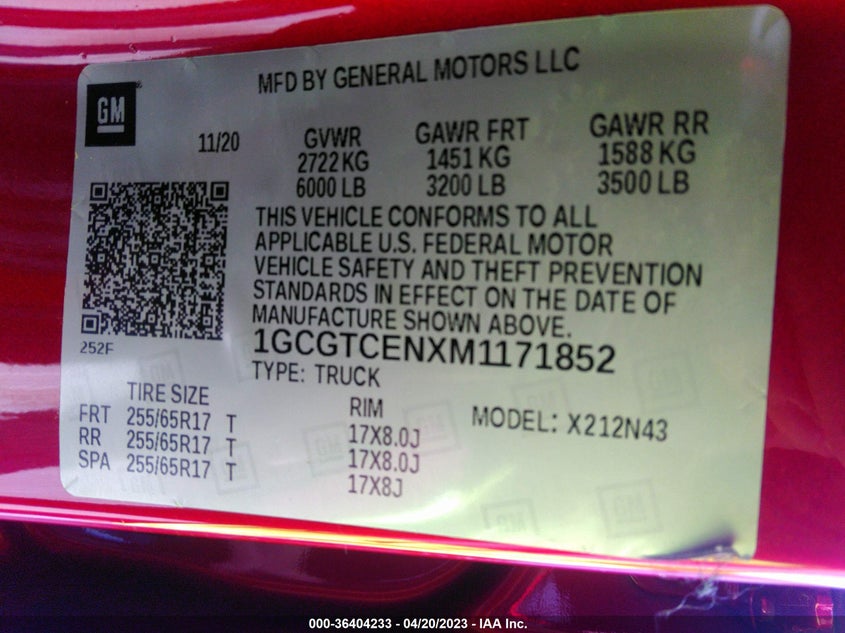 MFD BY GENERAL MOTORS LLC
GM
11/20
GVWR
2722 KG
6000 LB
GAWR FRT
1451 KG
3200 LB
GAWR RR
1588 KG
3500 LB
THIS VEHICLE CONFORMS TO ALL
APPLICABLE U.S. FEDERAL MOTOR
VEHICLE SAFETY AND THEFT PREVENTION
STANDARDS IN EFFECT ON THE DATE OF
MANUFACTURE SHOWN ABOVE.
252F
1GCGTCENXM1171852
TYPE: TRUCK
TIRE SIZE
RIM
MODEL: X212N43
FRT 255/65R17 T 17X8.0J
RR 255/65R17 T 17X8.0J
SPA 255/65R17 T 17X8J
000-36404233 - 04/20/2023 - IAA Inc.